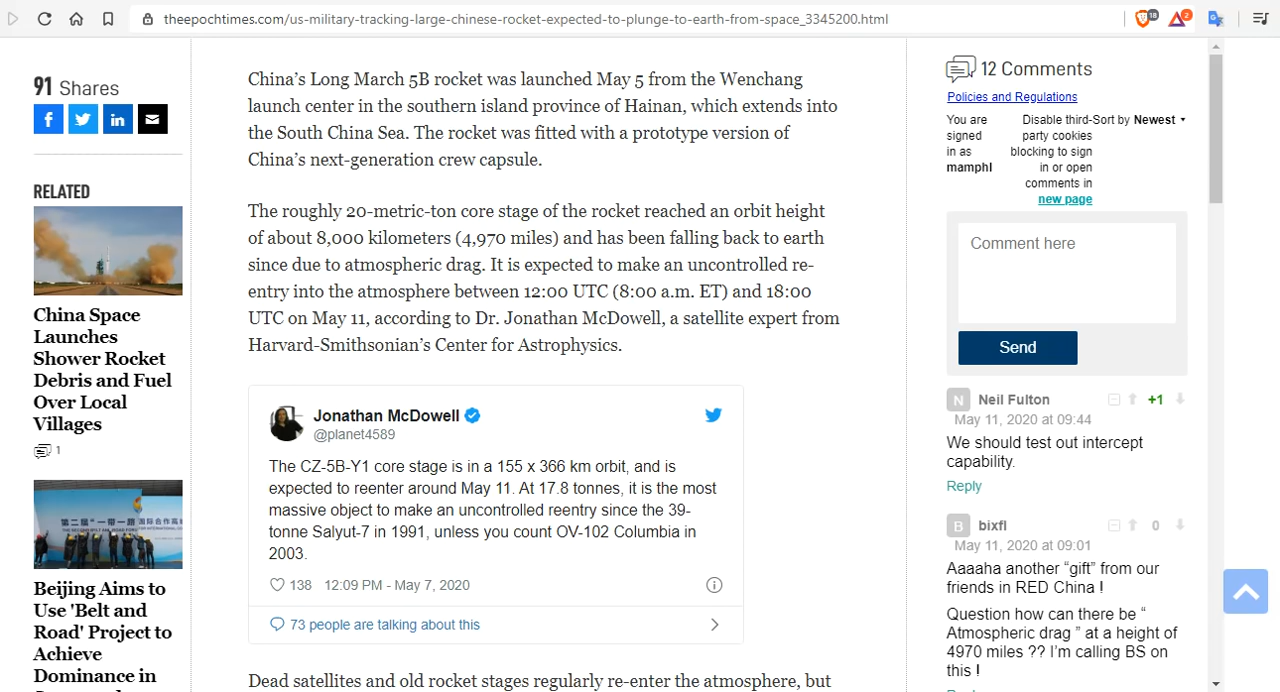 theepochtimes.com/us-military-tracking-large-chinese-rocket-expected-to-plunge-to-earth-from-space_3345200.html
18
2
91 Shares
RELATED
China Space
Launches
Shower Rocket
Debris and Fuel
Over Local
Villages
1
第二届"一带一路"国际合作高
Beijing Aims to
Use 'Belt and
Road' Project to
Achieve
Dominance in
China's Long March 5B rocket was launched May 5 from the Wenchang
launch center in the southern island province of Hainan, which extends into
the South China Sea. The rocket was fitted with a prototype version of
China's next-generation crew capsule.
The roughly 20-metric-ton core stage of the rocket reached an orbit height
of about 8,000 kilometers (4,970 miles) and has been falling back to earth
since due to atmospheric drag. It is expected to make an uncontrolled re-
entry into the atmosphere between 12:00 UTC (8:00 a.m. ET) and 18:00
UTC on May 11, according to Dr. Jonathan McDowell, a satellite expert from
Harvard-Smithsonian's Center for Astrophysics.
Jonathan McDowell
@planet4589
The CZ-5B-Y1 core stage is in a 155 x 366 km orbit, and is
expected to reenter around May 11. At 17.8 tonnes, it is the most
massive object to make an uncontrolled reentry since the 39-
tonne Salyut-7 in 1991, unless you count OV-102 Columbia in
2003.
138 12:09 PM - May 7, 2020
73 people are talking about this
Dead satellites and old rocket stages regularly re-enter the atmosphere, but
12 Comments
Policies and Regulations
You are
signed
in as
mamphl
Disable third-Sort by Newest
party cookies
blocking to sign
in or open
comments in
new page
Comment here
Send
N Neil Fulton +1
May 11, 2020 at 09:44
We should test out intercept
capability.
Reply
B bixfl 0
May 11, 2020 at 09:01
Aaaaha another “gift” from our
friends in RED China !
Question how can there be “
Atmospheric drag ” at a height of
4970 miles ?? I’m calling BS on
this !